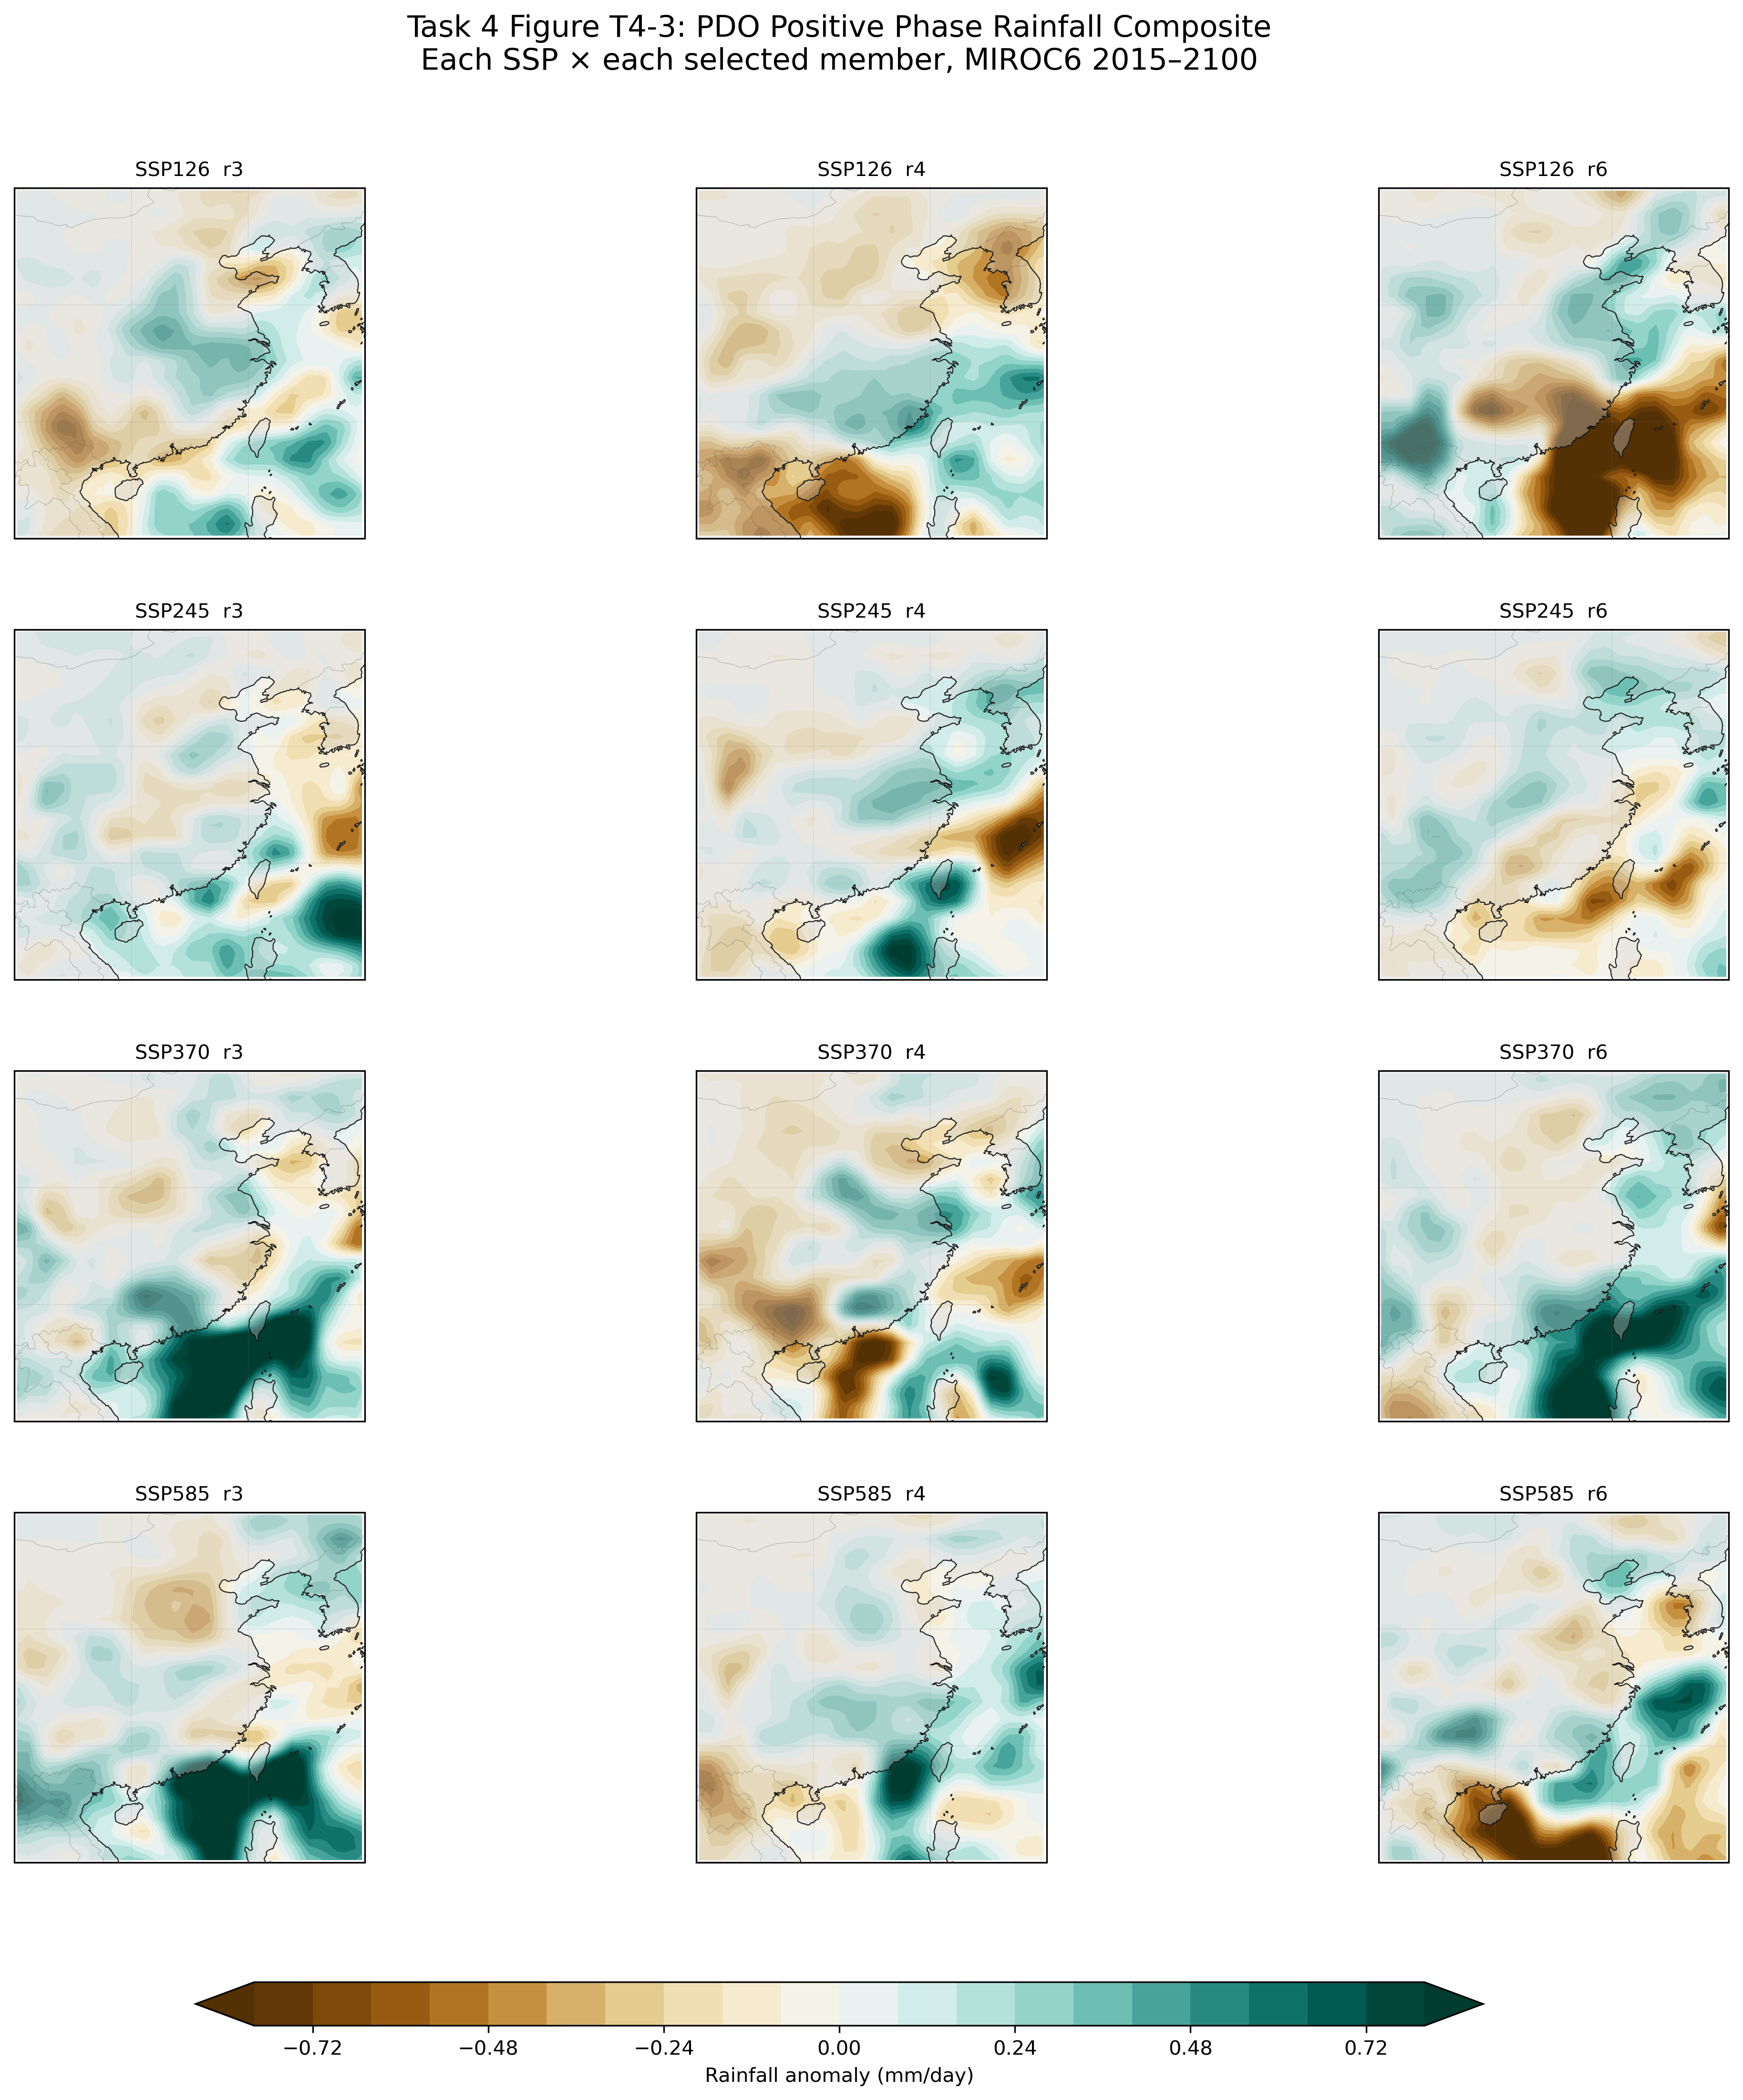 Task 4 Figure T4-3: PDO Positive Phase Rainfall Composite
Each SSP × each selected member, MIROC6 2015–2100
SSP126 r3
SSP126 r4
SSP126 r6
SSP245 r3
SSP245 r4
SSP245 r6
SSP370 r3
SSP370 r4
SSP370 r6
SSP585 r3
SSP585 r4
SSP585 r6
−0.72 −0.48 −0.24 0.00 0.24 0.48 0.72
Rainfall anomaly (mm/day)